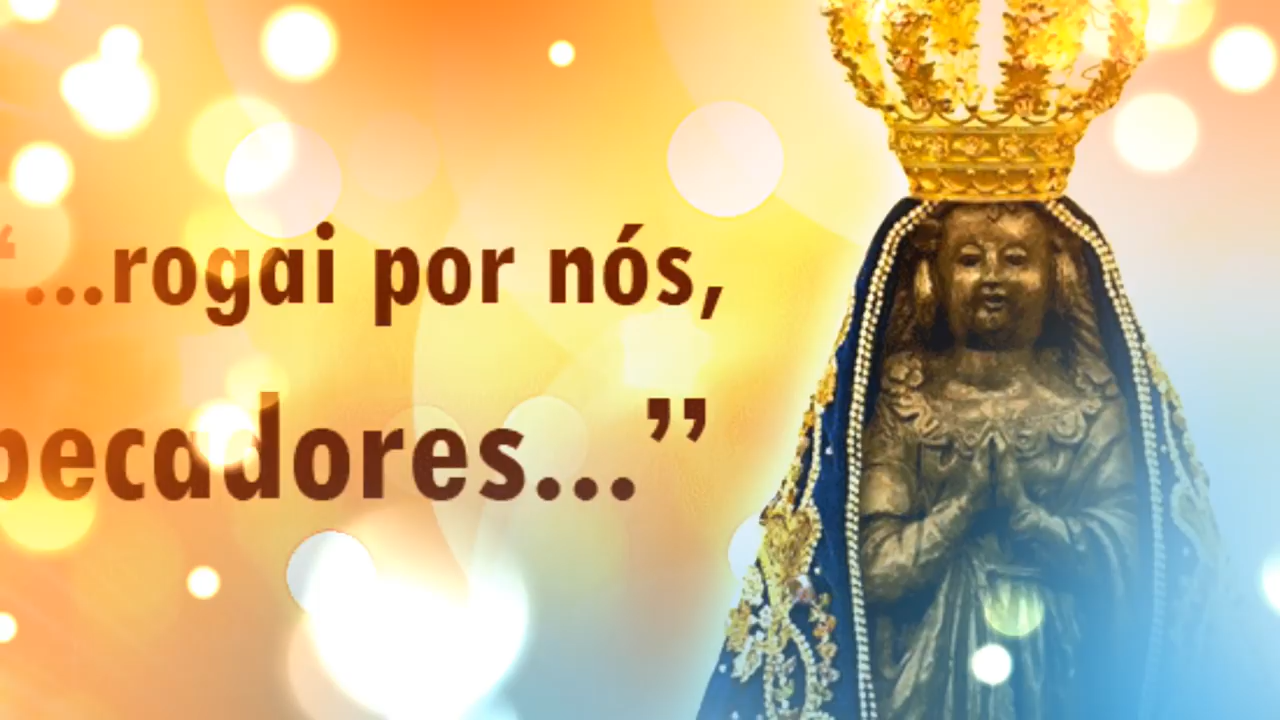 “...rogai por nós,
pecadores...”